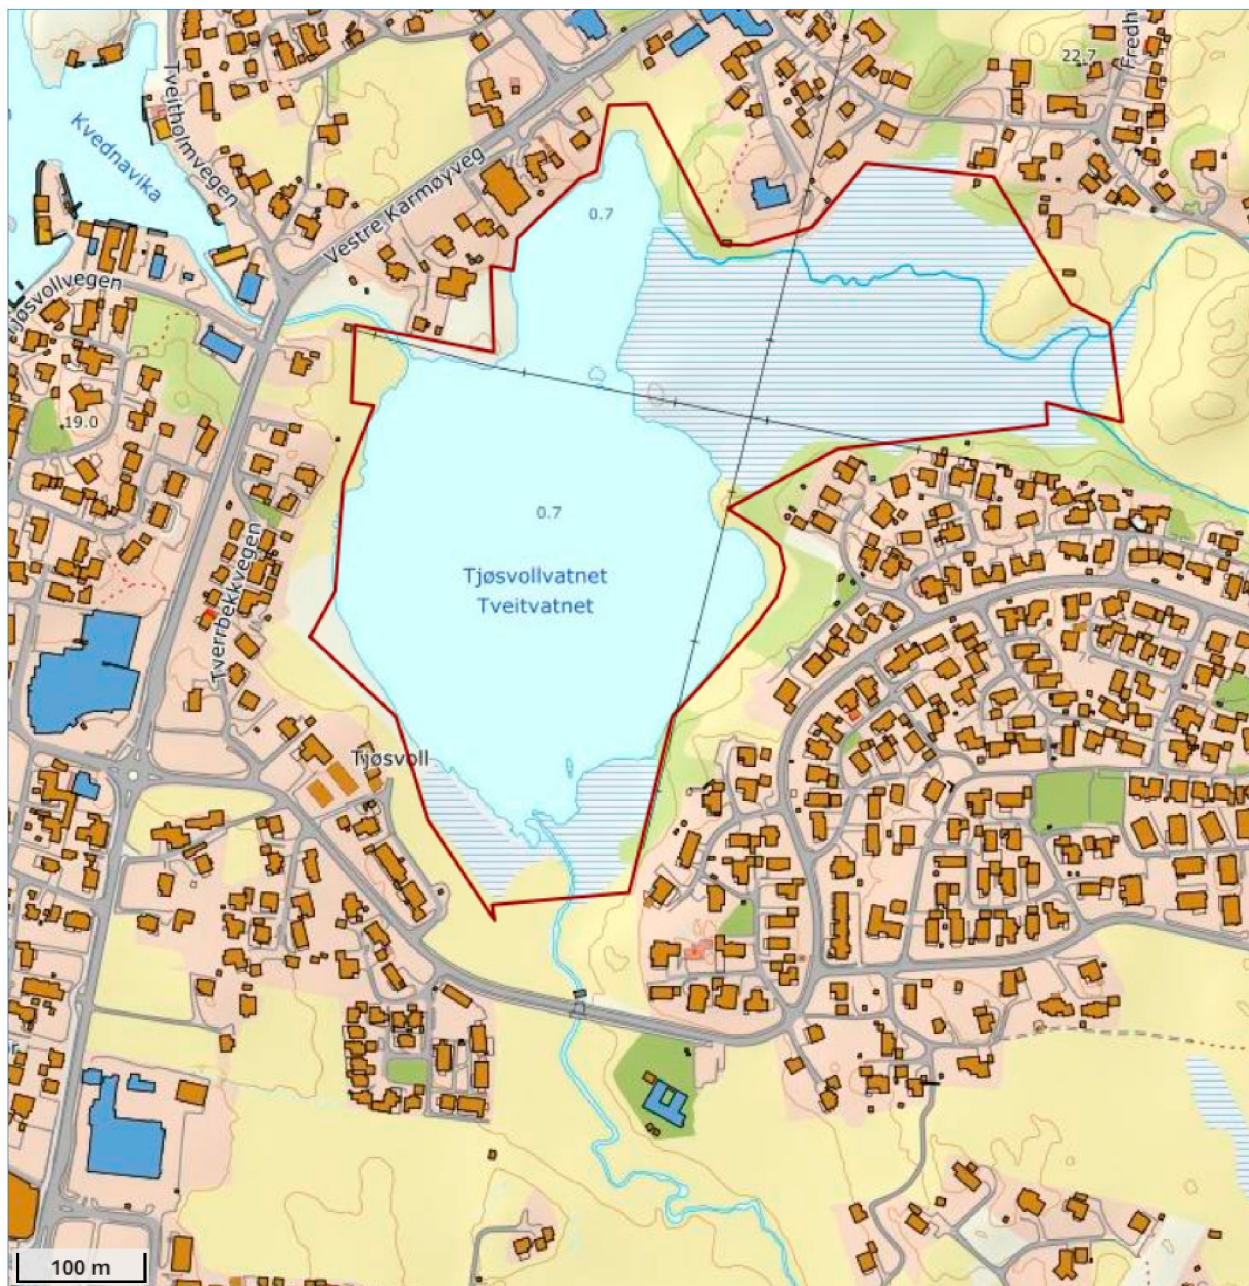 Fredh
22.7
Tveitholmvegen
Kvednavika
Vestre Karmøyveg
0.7
Tjøsvollvegen
19.0
0.7
Tjøsvollvatnet
Tveitvatnet
Tverrbekkvegen
Tjøsvoll
100 m